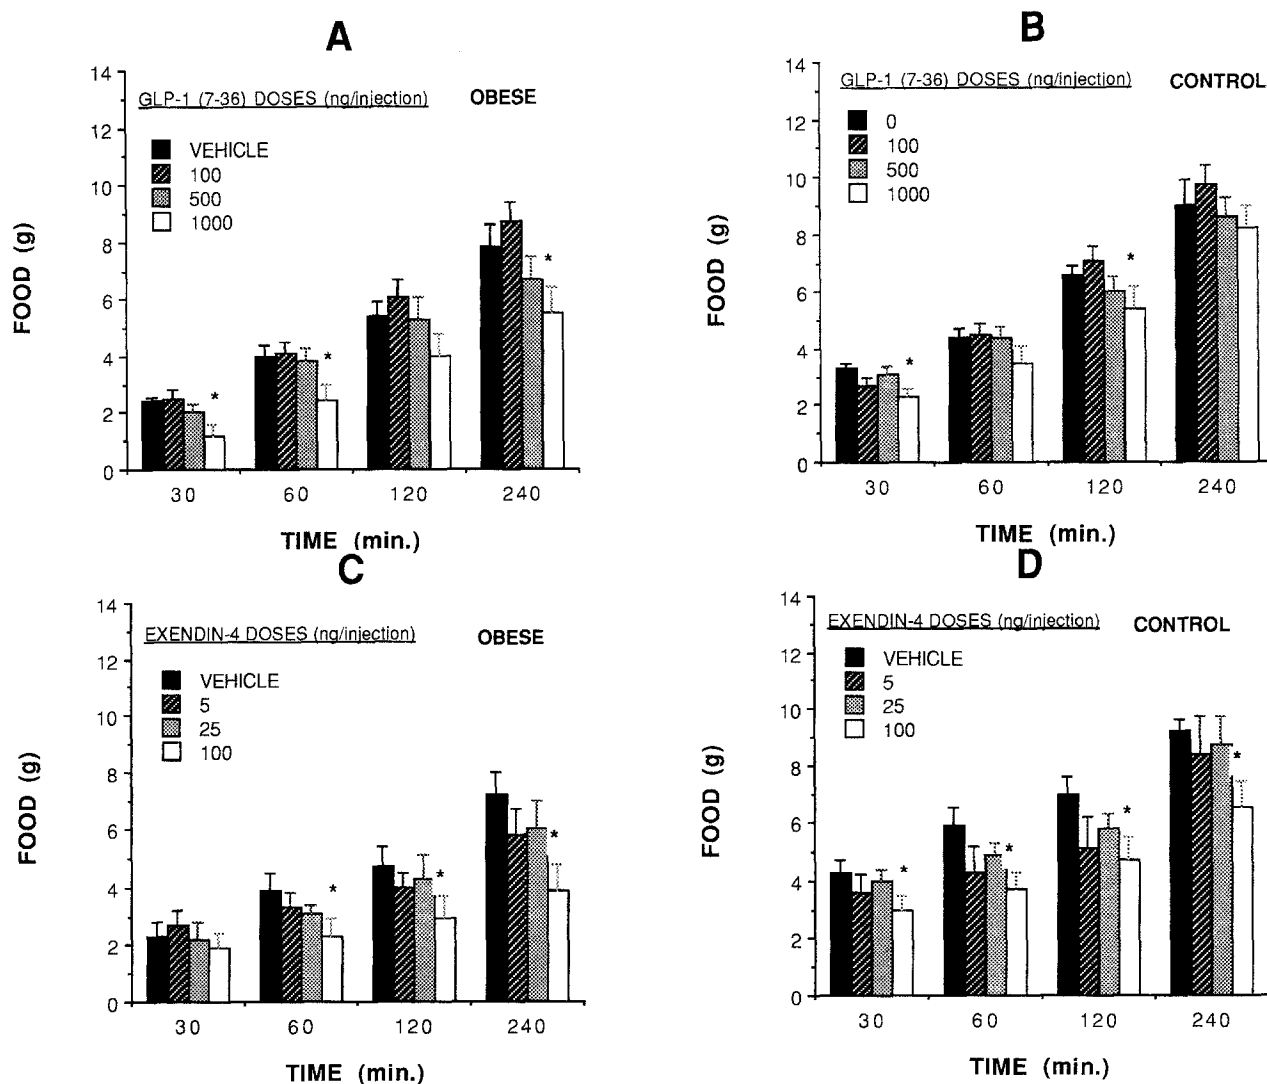 A
GLP-1 (7-36) DOSES (ng/injection) OBESE
VEHICLE
100
500
1000
14
12
10
8
6
4
2
0
FOOD (g)
* * *
30 60 120 240
TIME (min.)
B
GLP-1 (7-36) DOSES (ng/injection) CONTROL
0
100
500
1000
14
12
10
8
6
4
2
0
FOOD (g)
* *
30 60 120 240
TIME (min.)
C
EXENDIN-4 DOSES (ng/injection) OBESE
VEHICLE
5
25
100
14
12
10
8
6
4
2
0
FOOD (g)
* * *
30 60 120 240
TIME (min.)
D
EXENDIN-4 DOSES (ng/injection) CONTROL
VEHICLE
5
25
100
14
12
10
8
6
4
2
0
FOOD (g)
* * * *
30 60 120 240
TIME (min.)